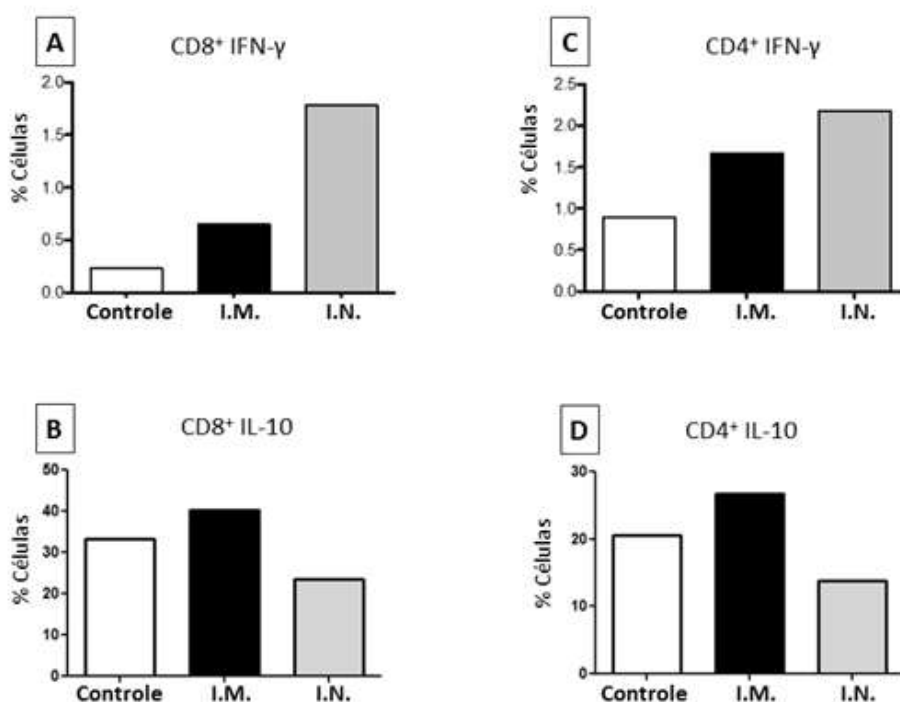 A
CD8⁺ IFN-γ
% Células
2.0
1.5
1.0
0.5
0.0
Controle I.M. I.N.
C
CD4⁺ IFN-γ
% Células
2.5
2.0
1.5
1.0
0.5
0.0
Controle I.M. I.N.
B
CD8⁺ IL-10
% Células
50
40
30
20
10
0
Controle I.M. I.N.
D
CD4⁺ IL-10
% Células
30
20
10
0
Controle I.M. I.N.